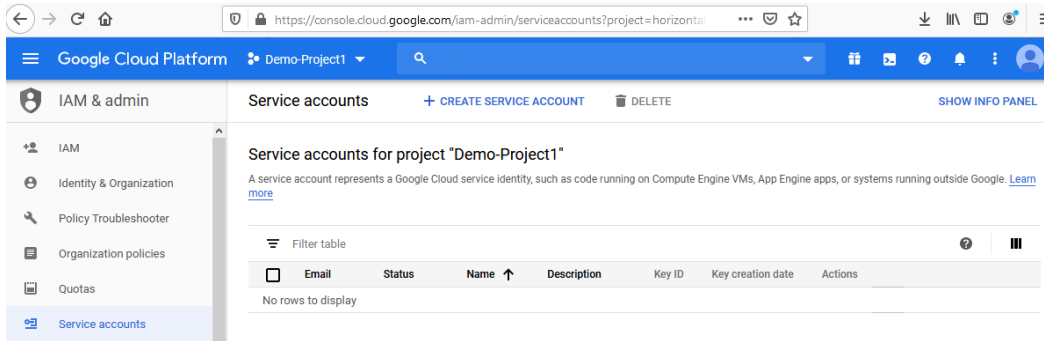 https://console.cloud.google.com/iam-admin/serviceaccounts?project=horizontal
Google Cloud Platform Demo-Project1
IAM & admin Service accounts + CREATE SERVICE ACCOUNT DELETE SHOW INFO PANEL
IAM
Identity & Organization
Policy Troubleshooter
Organization policies
Quotas
Service accounts
Service accounts for project "Demo-Project1"
A service account represents a Google Cloud service identity, such as code running on Compute Engine VMs, App Engine apps, or systems running outside Google. Learn
more
Filter table
Email Status Name Description Key ID Key creation date Actions
No rows to display